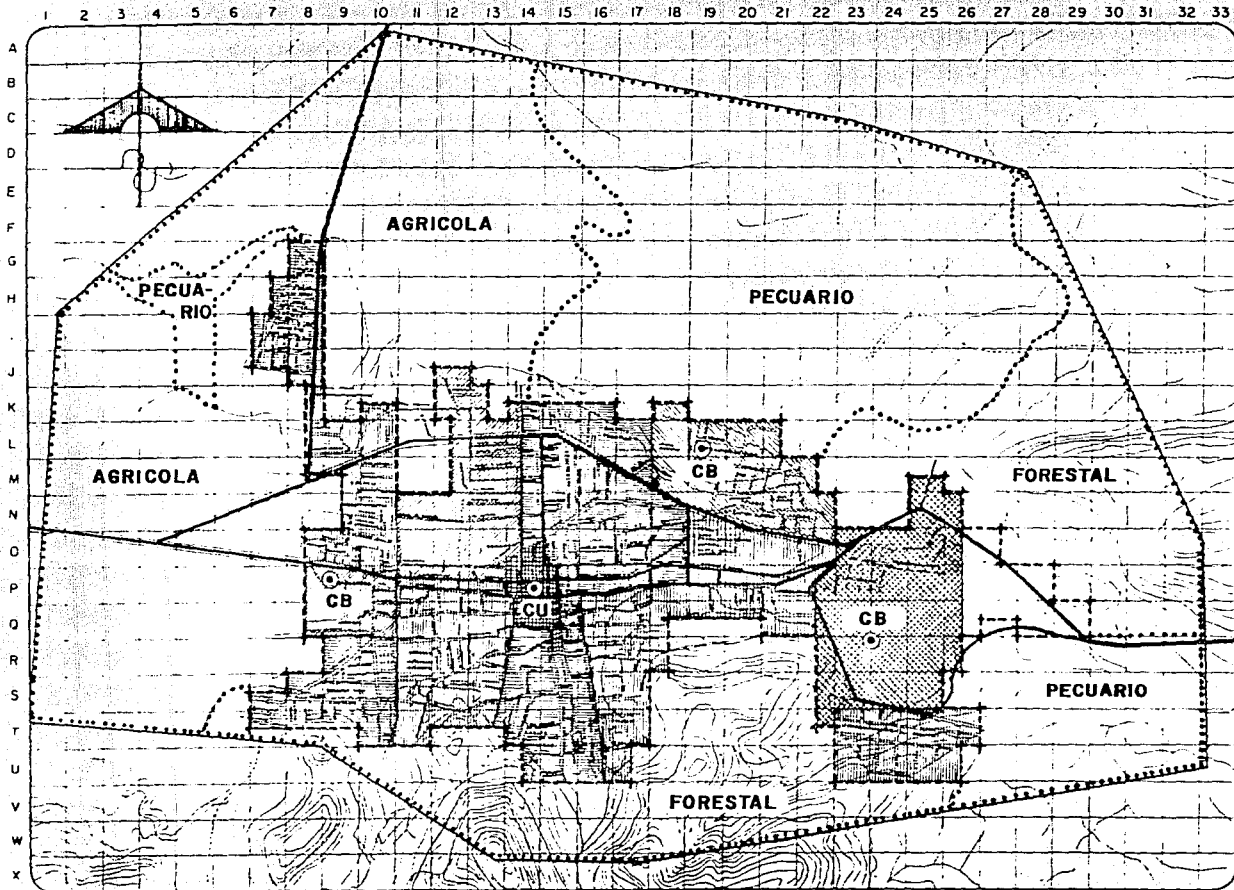 1 2 3 4 5 6 7 8 9 10 11 12 13 14 15 16 17 18 19 20 21 22 23 24 25 26 27 28 29 30 31 32 33
A
B
C
D
E
F
AGRICOLA
G
PECUA-
H
RIO
PECUARIO
J
K
L
CB
M
AGRICOLA
FORESTAL
N
O
P
CB
CU
Q
CB
R
S
PECUARIO
T
U
V
FORESTAL
W
X